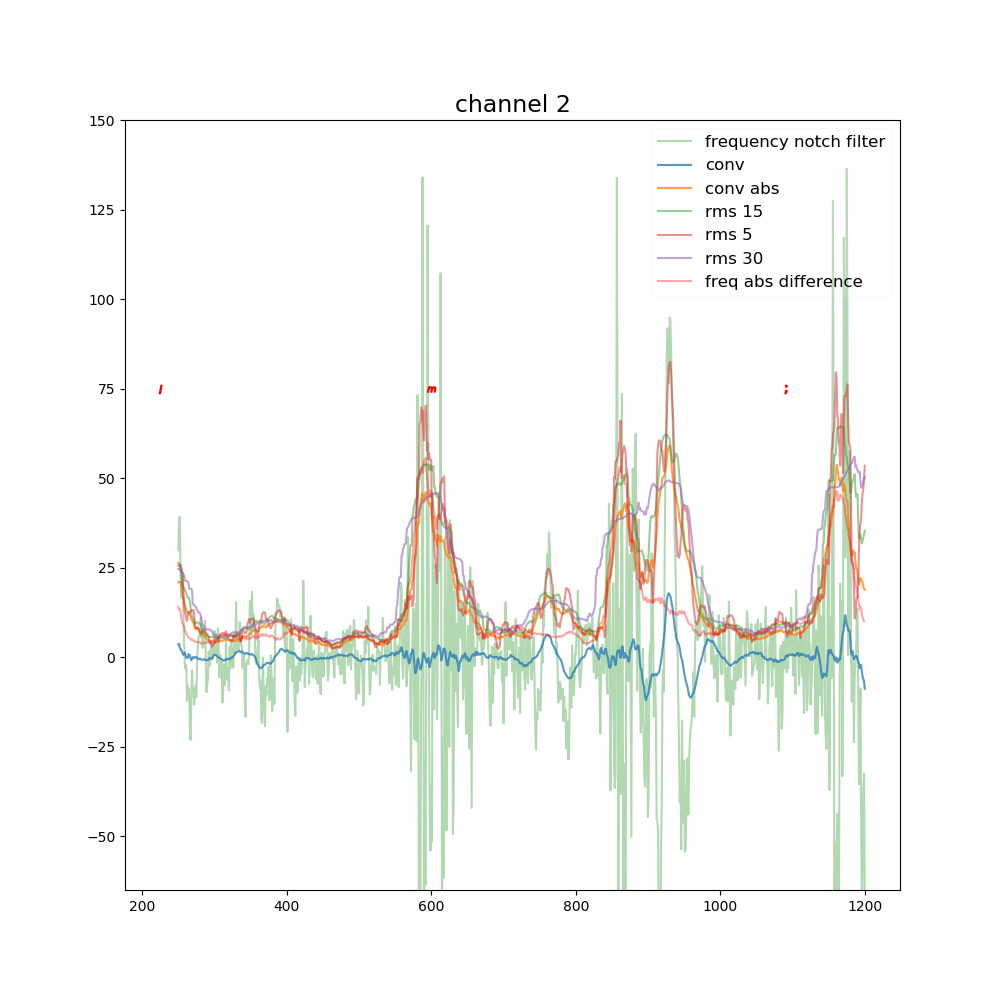 channel 2
150
125
100
75
50
25
0
−25
−50
frequency notch filter
conv
conv abs
rms 15
rms 5
rms 30
freq abs difference
m
;
200
400
600
800
1000
1200